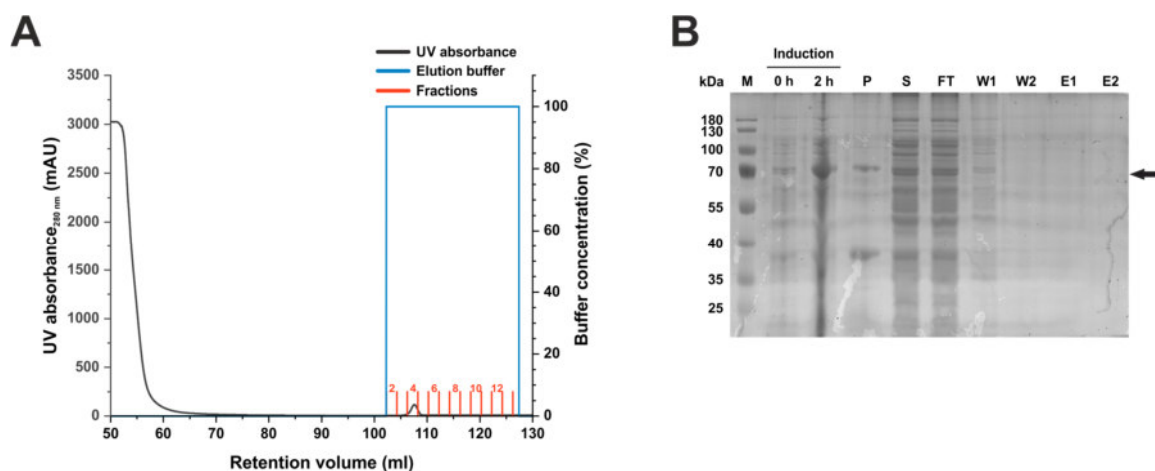 A
UV absorbance
Elution buffer
Fractions
3500
3000
2500
2000
1500
1000
500
0
UV absorbance280 nm (mAU)
100
80
60
40
20
0
Buffer concentration (%)
2 4 6 8 10 12
50 60 70 80 90 100 110 120 130
Retention volume (ml)
B
Induction
kDa M 0 h 2 h P S FT W1 W2 E1 E2
180
130
100
70
55
40
35
25